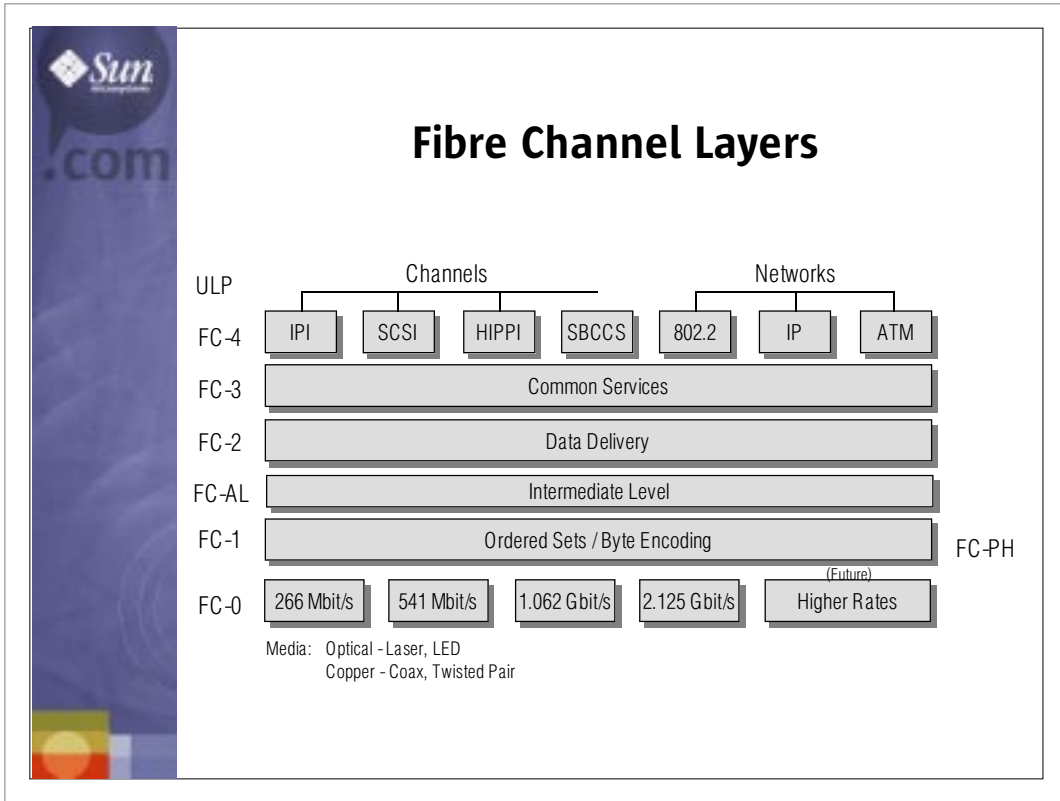 Sun
microsystems
.com
Fibre Channel Layers
ULP
Channels
Networks
FC-4
IPI
SCSI
HIPPI
SBCCS
802.2
IP
ATM
FC-3
Common Services
FC-2
Data Delivery
FC-AL
Intermediate Level
FC-1
Ordered Sets / Byte Encoding
FC-PH
FC-0
266 Mbit/s
541 Mbit/s
1.062 Gbit/s
2.125 Gbit/s
(Future)
Higher Rates
Media: Optical - Laser, LED
Copper - Coax, Twisted Pair